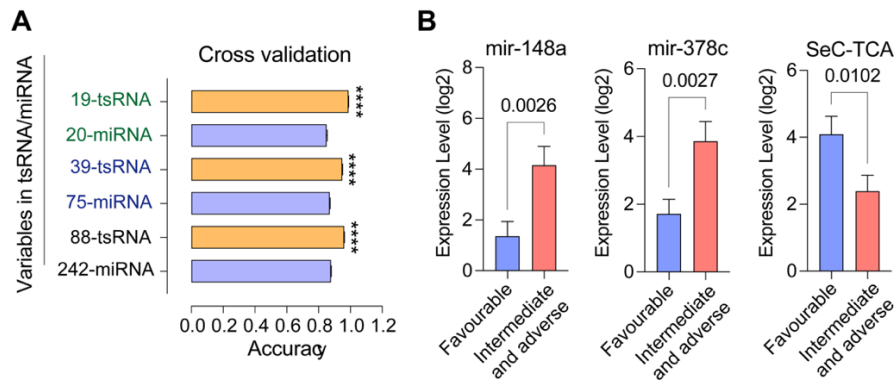 A
Cross validation
Variables in tsRNA/miRNA
19-tsRNA
****
20-miRNA
39-tsRNA
****
75-miRNA
88-tsRNA
****
242-miRNA
0.0 0.2 0.4 0.6 0.8 1.0 1.2
Accuracy
B
mir-148a
Expression Level (log2)
8
6
4
2
0
0.0026
Favourable
Intermediate
and adverse
mir-378c
Expression Level (log2)
6
4
2
0
0.0027
Favourable
Intermediate
and adverse
SeC-TCA
Expression Level (log2)
6
4
2
0
0.0102
Favourable
Intermediate
and adverse